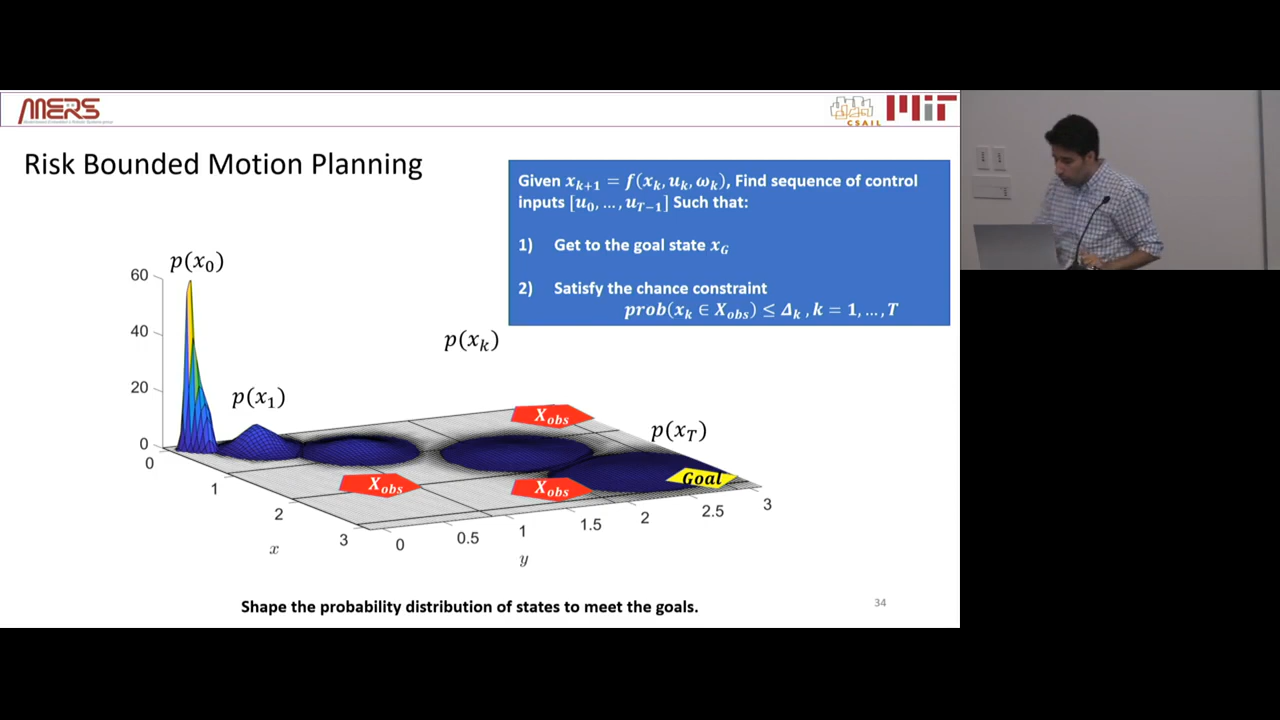 MERS
CSAIL
MIT
Risk Bounded Motion Planning
Given x_{k+1} = f(x_k, u_k, ω_k), Find sequence of control
inputs [u_0, …, u_{T−1}] Such that:
1) Get to the goal state x_G
2) Satisfy the chance constraint
prob(x_k ∈ X_obs) ≤ Δ_k , k = 1, …, T
p(x_0)
60
40
20
0
p(x_1)
p(x_k)
X_obs
p(x_T)
X_obs
X_obs
Goal
0
1
2
3
x
0
0.5
1
1.5
2
2.5
3
y
Shape the probability distribution of states to meet the goals.
34